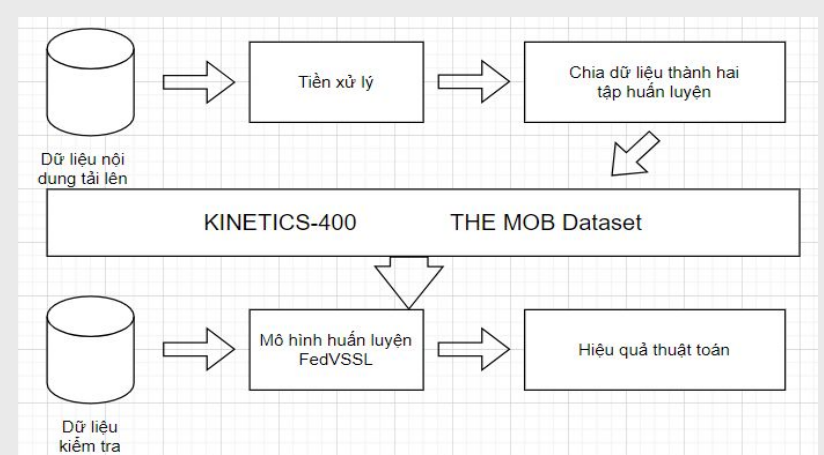 Tiền xử lý
Chia dữ liệu thành hai
tập huấn luyện
Dữ liệu nội
dung tải lên
KINETICS-400 THE MOB Dataset
Mô hình huấn luyện
FedVSSL
Hiệu quả thuật toán
Dữ liệu
kiểm tra